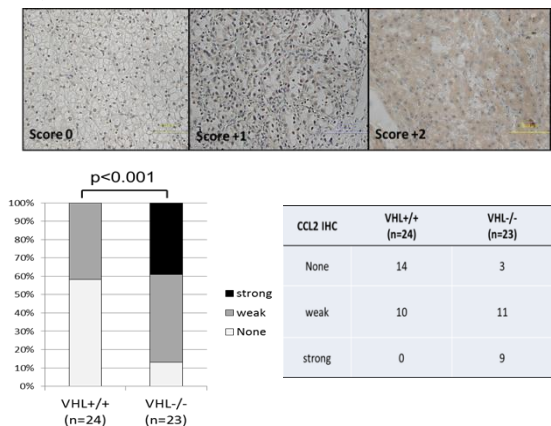 Score 0
Score +1
Score +2
p<0.001
100%
90%
80%
70%
60%
50%
40%
30%
20%
10%
0%
VHL+/+
(n=24)
VHL-/-
(n=23)
strong
weak
None
CCL2 IHC VHL+/+ (n=24) VHL-/- (n=23)
None 14 3
weak 10 11
strong 0 9